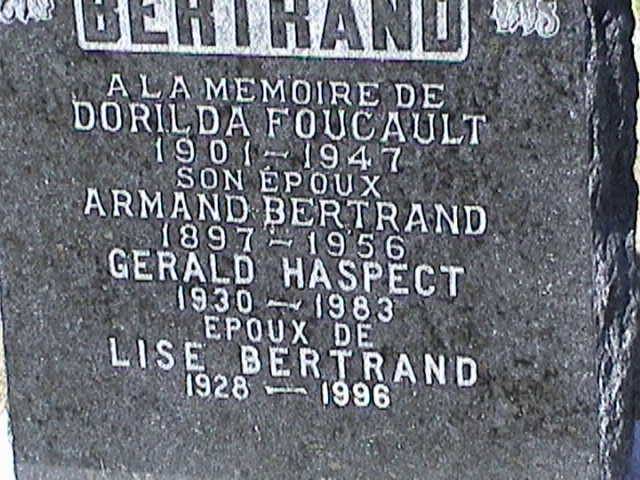 BERTRAND
A LA MEMOIRE DE
DORILDA FOUCAULT
1901 - 1947
SON ÉPOUX
ARMAND BERTRAND
1897 - 1956
GERALD HASPECT
1930 - 1983
EPOUX DE
LISE BERTRAND
1928 - 1996